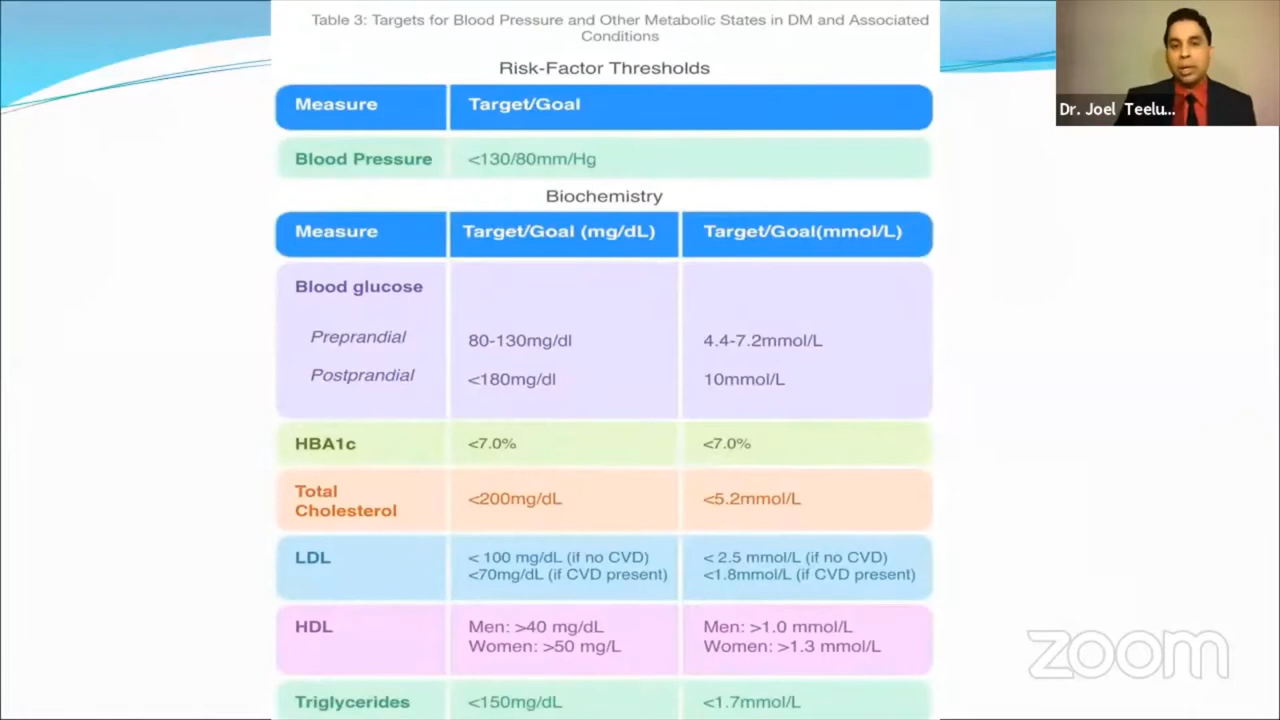 Table 3: Targets for Blood Pressure and Other Metabolic States in DM and Associated
Conditions
Risk-Factor Thresholds
Measure Target/Goal
Blood Pressure <130/80mm/Hg
Biochemistry
Measure Target/Goal (mg/dL) Target/Goal(mmol/L)
Blood glucose
Preprandial 80-130mg/dl 4.4-7.2mmol/L
Postprandial <180mg/dl 10mmol/L
HBA1c <7.0% <7.0%
Total
Cholesterol <200mg/dL <5.2mmol/L
LDL < 100 mg/dL (if no CVD) < 2.5 mmol/L (if no CVD)
<70mg/dL (if CVD present) <1.8mmol/L (if CVD present)
HDL Men: >40 mg/dL Men: >1.0 mmol/L
Women: >50 mg/L Women: >1.3 mmol/L
Triglycerides <150mg/dL <1.7mmol/L
Dr. Joel Teelu...
zoom